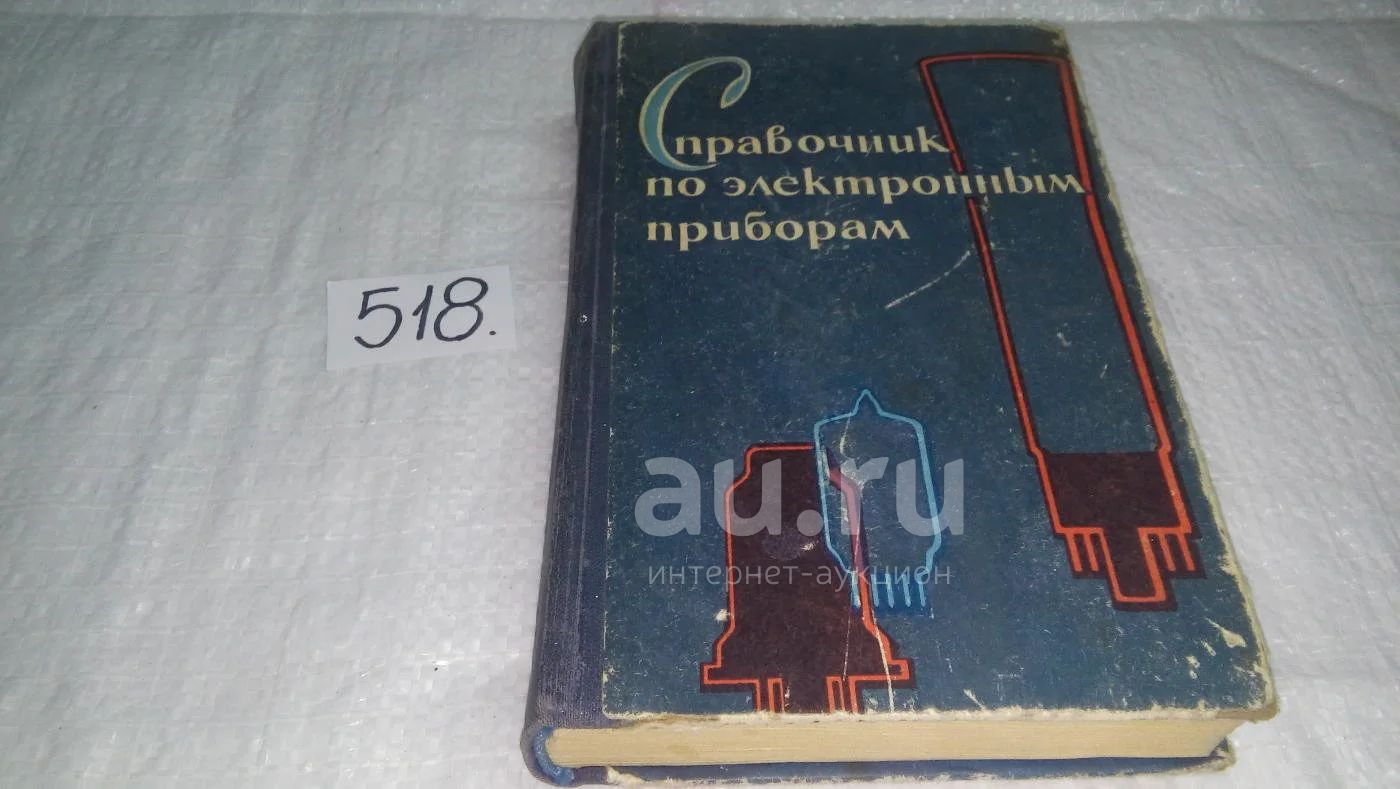 Справочник
по электронным
приборам
518.
au.ru
интернет-аукцион